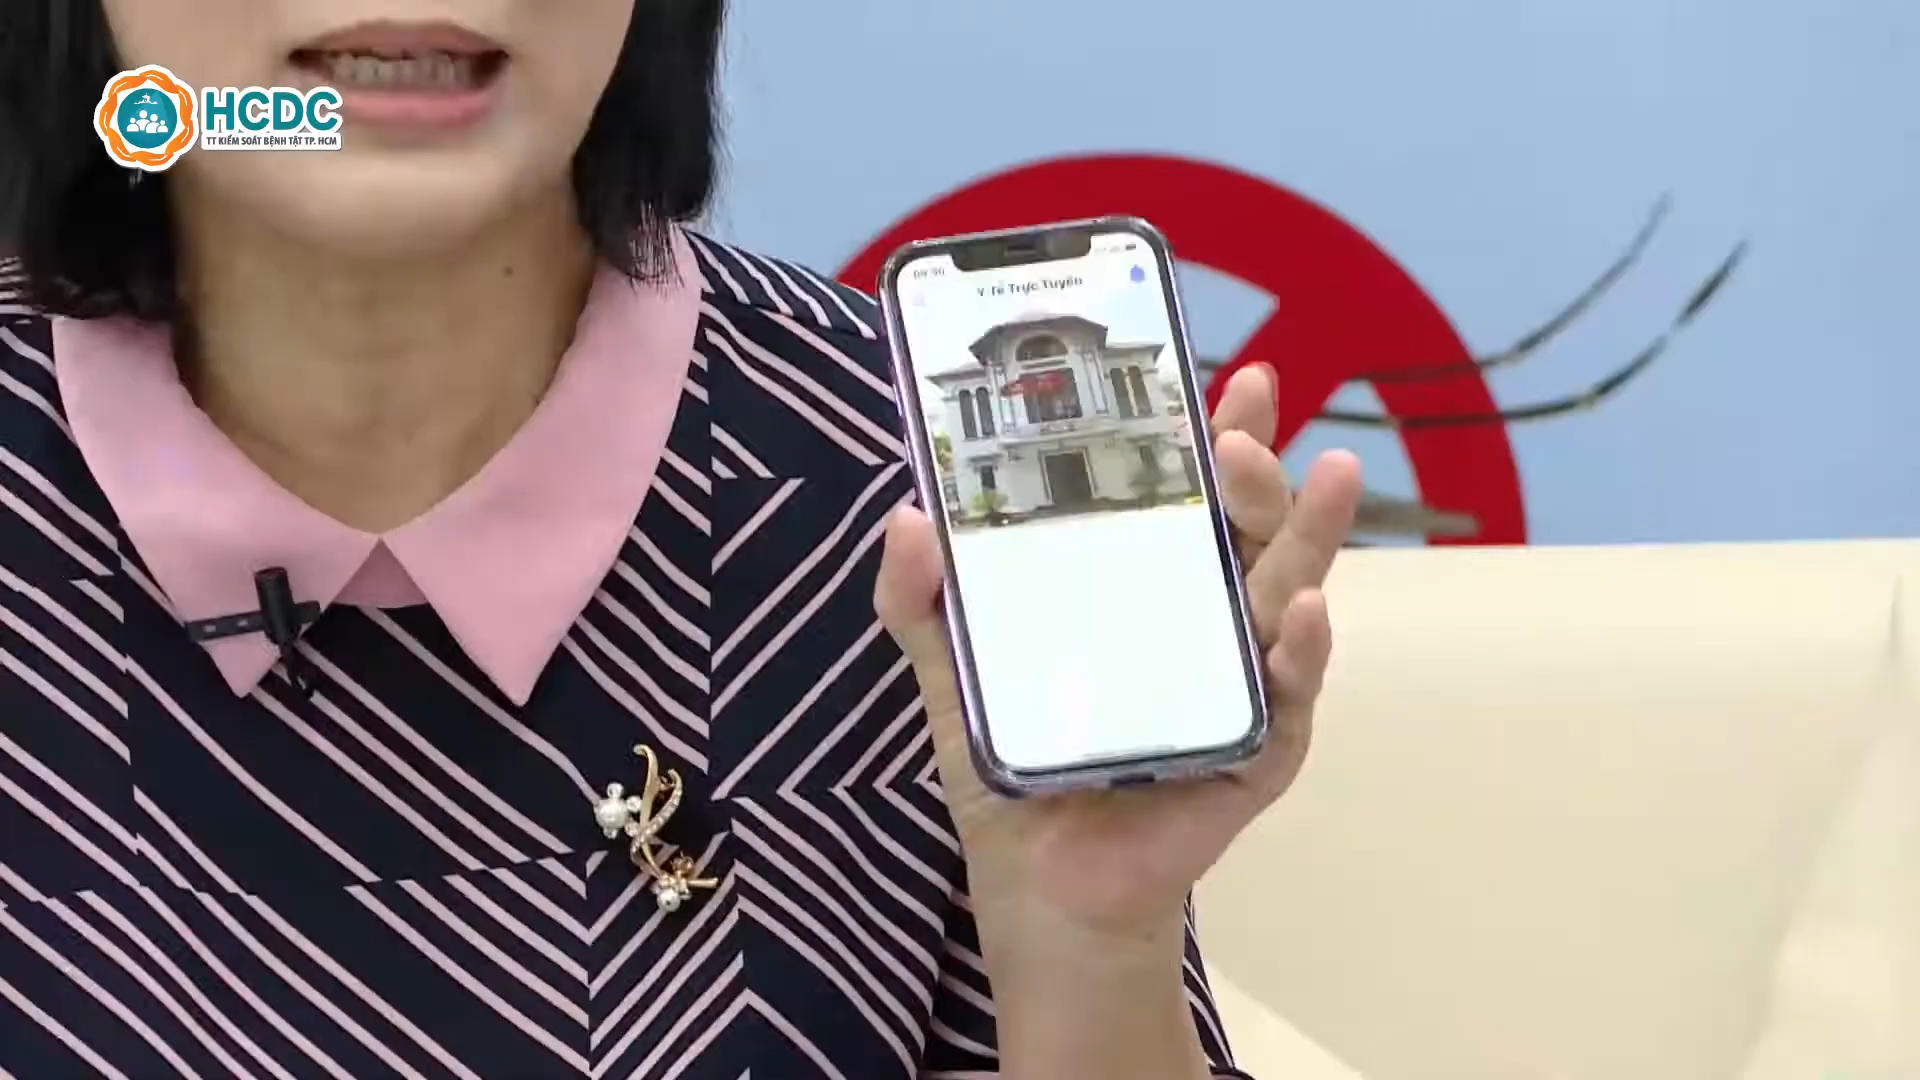 HCDC
TT KIỂM SOÁT BỆNH TẬT TP. HCM
Y Tế Trực Tuyến